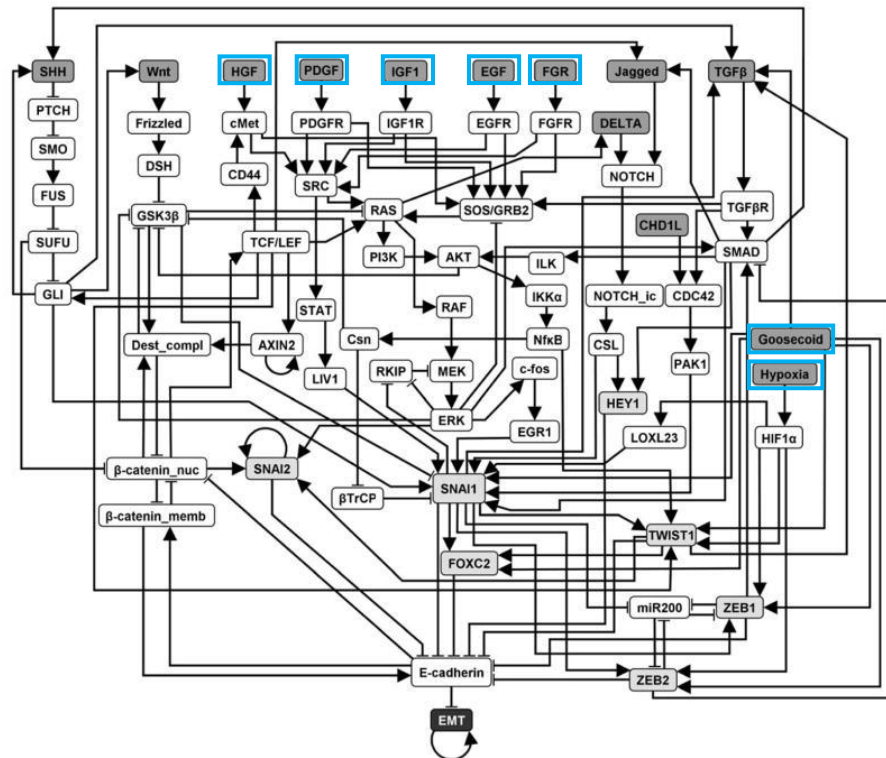 SHH
Wnt
HGF
PDGF
IGF1
EGF
FGR
Jagged
TGFβ
PTCH
Frizzled
cMet
PDGFR
IGF1R
EGFR
FGFR
DELTA
SMO
DSH
CD44
SRC
NOTCH
FUS
GSK3β
RAS
SOS/GRB2
TGFβR
CHD1L
SUFU
TCF/LEF
PI3K
AKT
ILK
SMAD
GLI
IKKα
NOTCH_ic
CDC42
STAT
RAF
Dest_compl
AXIN2
Csn
NfκB
CSL
Goosecoid
LIV1
RKIP
MEK
c-fos
PAK1
Hypoxia
ERK
HEY1
EGR1
LOXL23
HIF1α
β-catenin_nuc
SNAI2
βTrCP
SNAI1
β-catenin_memb
TWIST1
FOXC2
miR200
ZEB1
E-cadherin
ZEB2
EMT